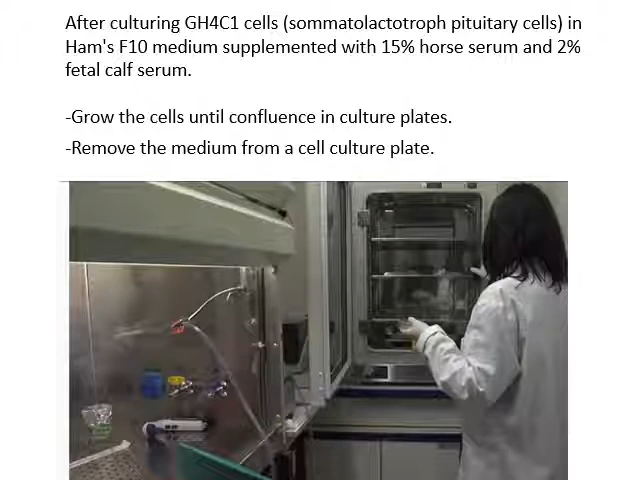 After culturing GH4C1 cells (sommatolactotroph pituitary cells) in
Ham's F10 medium supplemented with 15% horse serum and 2%
fetal calf serum.
-Grow the cells until confluence in culture plates.
-Remove the medium from a cell culture plate.